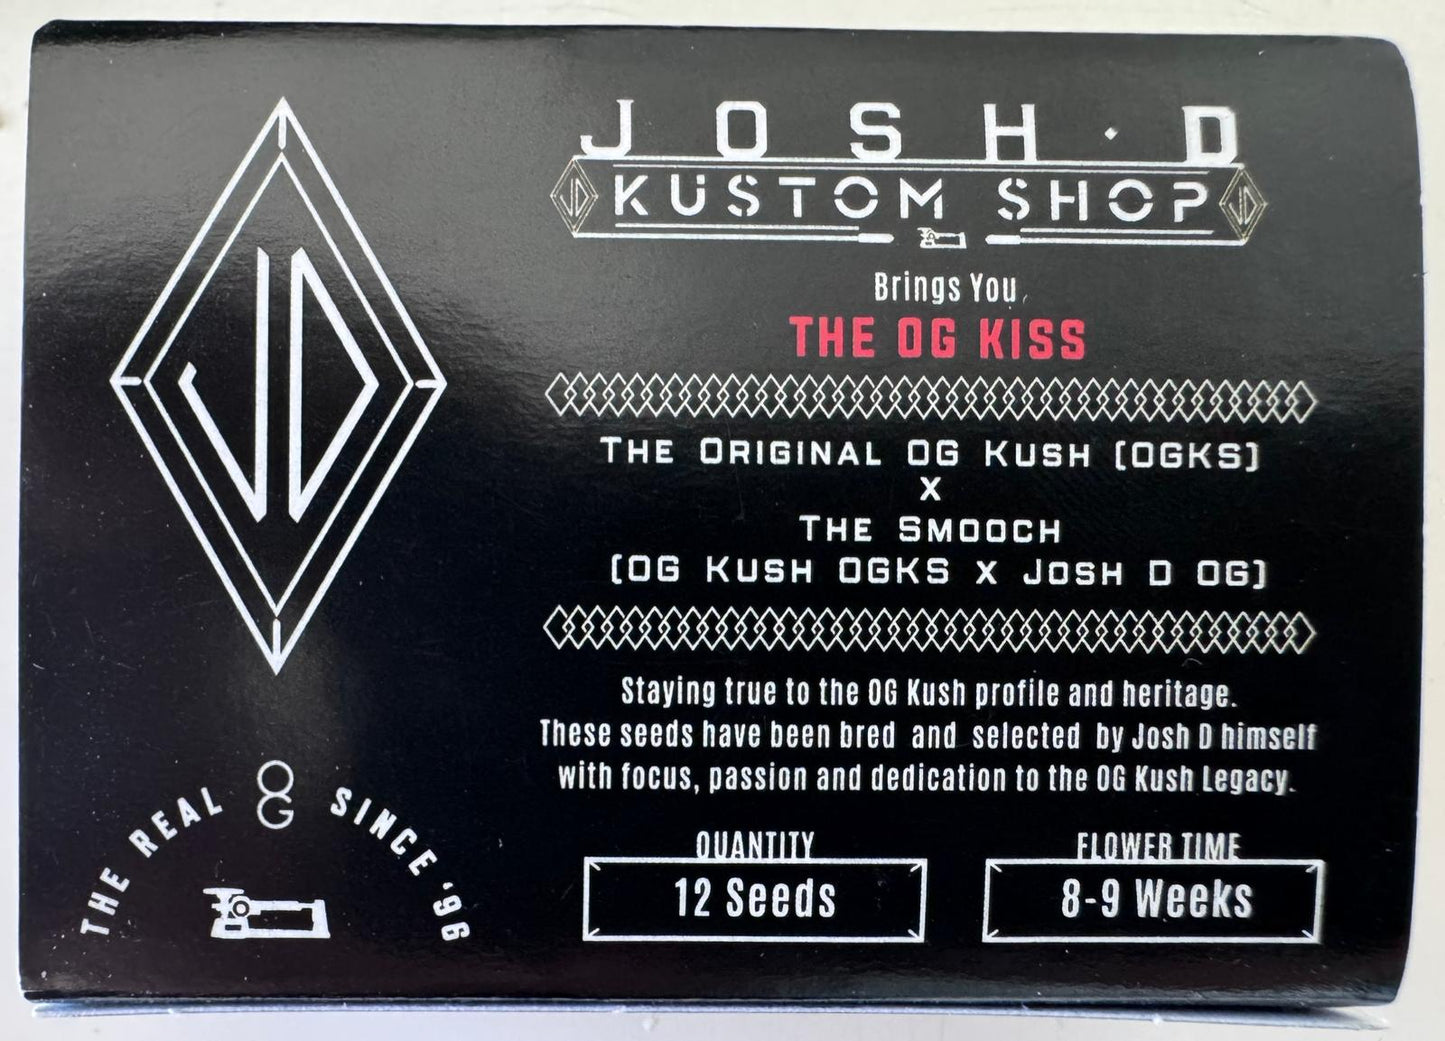 JD
THE REAL OG SINCE '96
JOSH·D
JD KUSTOM SHOP JD
Brings You,
THE OG KISS
THE ORIGINAL OG KUSH (OGKS)
X
THE SMOOCH
(OG KUSH OGKS X JOSH D OG)
Staying true to the OG Kush profile and heritage.
These seeds have been bred and selected by Josh D himself
with focus, passion and dedication to the OG Kush Legacy.
QUANTITY
12 Seeds
FLOWER TIME
8-9 Weeks